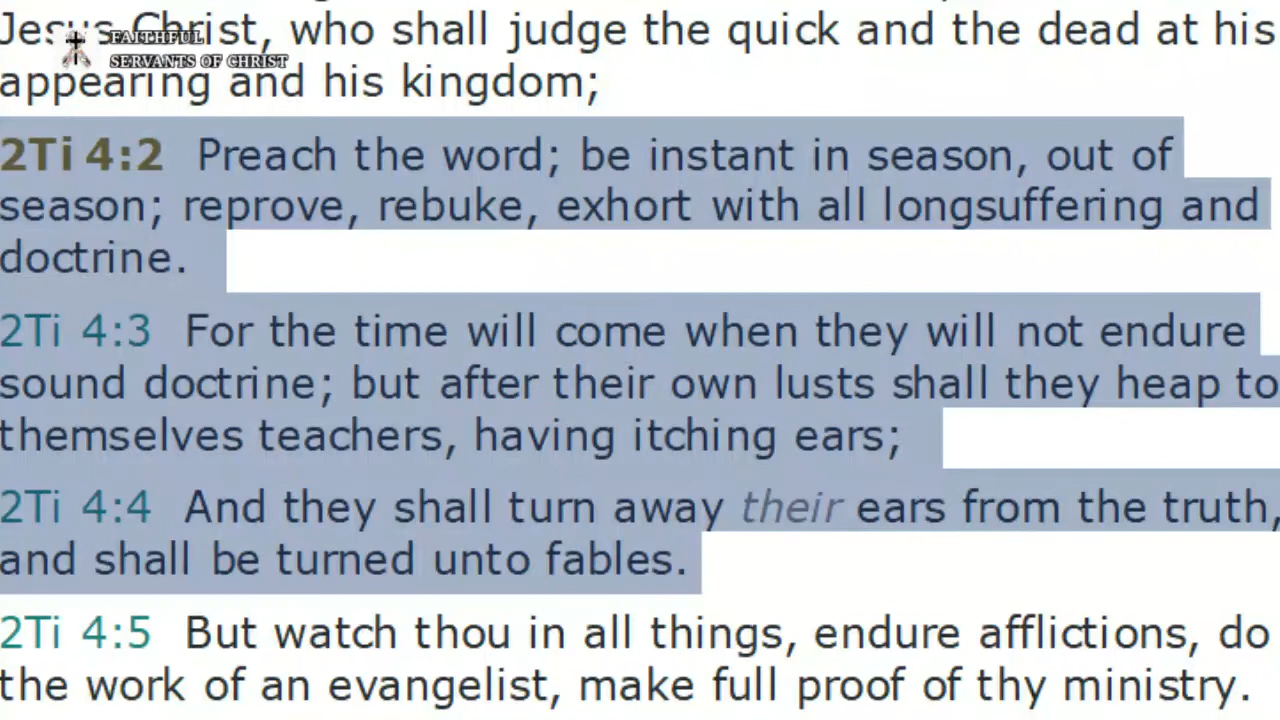 Jesus Christ, who shall judge the quick and the dead at his
FAITHFUL
SERVANTS OF CHRIST
appearing and his kingdom;
2Ti 4:2 Preach the word; be instant in season, out of
season; reprove, rebuke, exhort with all longsuffering and
doctrine.
2Ti 4:3 For the time will come when they will not endure
sound doctrine; but after their own lusts shall they heap to
themselves teachers, having itching ears;
2Ti 4:4 And they shall turn away their ears from the truth,
and shall be turned unto fables.
2Ti 4:5 But watch thou in all things, endure afflictions, do
the work of an evangelist, make full proof of thy ministry.